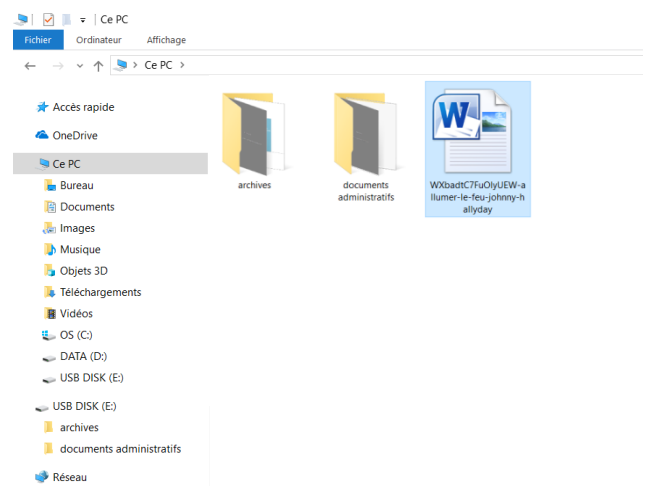 Ce PC
Fichier Ordinateur Affichage
Ce PC
Accès rapide
OneDrive
Ce PC
Bureau
Documents
Images
Musique
Objets 3D
Téléchargements
Vidéos
OS (C:)
DATA (D:)
USB DISK (E:)
USB DISK (E:)
archives
documents administratifs
Réseau
archives
documents
administratifs
W
WXbadtC7FuOlyUEW-a
llumer-le-feu-johnny-h
allyday